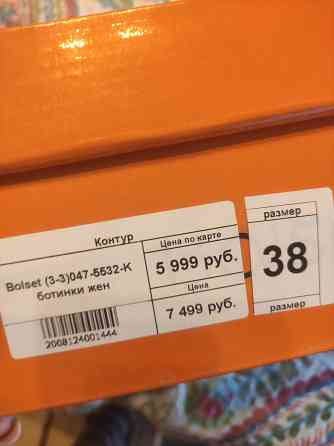 Контур
Bolset (3-3)047-5532-К
ботинки жен
2008124001444
Цена по карте
5 999 руб.
Цена
7 499 руб.
размер
38
размер